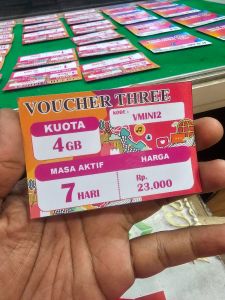 VOUCHER THREE
KODE : VMINI2
KUOTA
4 GB
MASA AKTIF
7 HARI
HARGA
Rp.
23.000